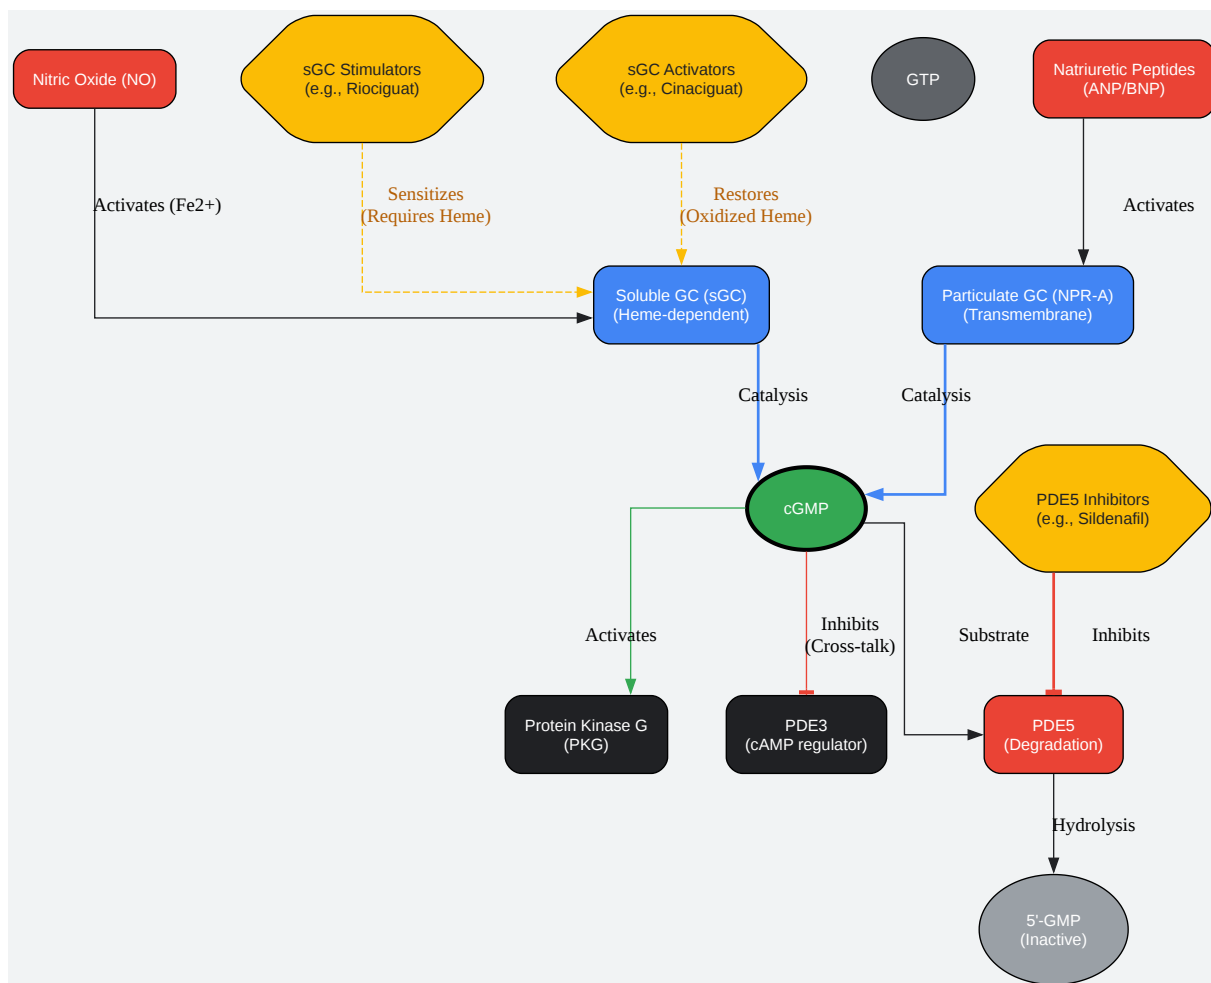 Nitric Oxide (NO)
sGC Stimulators
(e.g., Riociguat)
sGC Activators
(e.g., Cinaciguat)
GTP
Natriuretic Peptides
(ANP/BNP)
Activates (Fe2+)
Sensitizes
(Requires Heme)
Restores
(Oxidized Heme)
Activates
Soluble GC (sGC)
(Heme-dependent)
Particulate GC (NPR-A)
(Transmembrane)
Catalysis
Catalysis
cGMP
PDE5 Inhibitors
(e.g., Sildenafil)
Activates
Inhibits
(Cross-talk)
Substrate
Inhibits
Protein Kinase G
(PKG)
PDE3
(cAMP regulator)
PDE5
(Degradation)
Hydrolysis
5'-GMP
(Inactive)